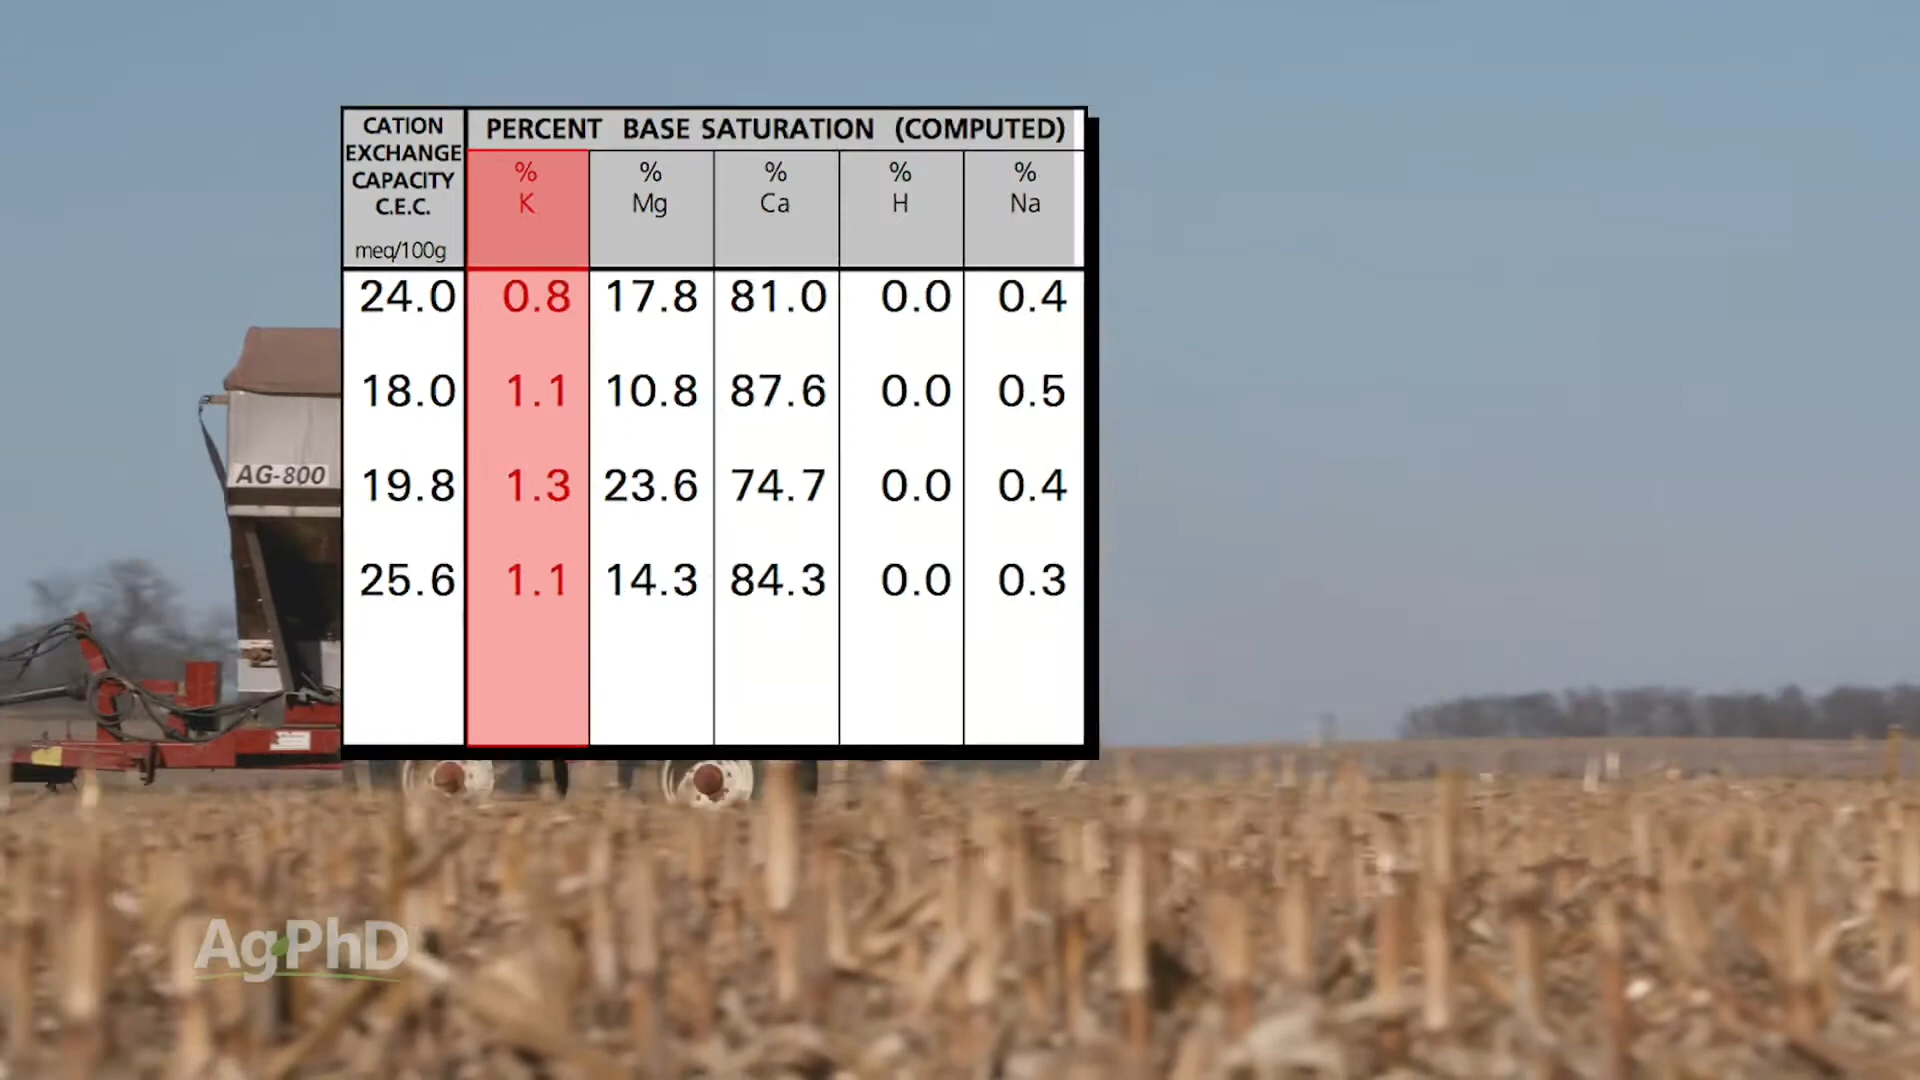 CATION
EXCHANGE
CAPACITY
C.E.C.
meq/100g
PERCENT BASE SATURATION (COMPUTED)
% % % % %
K Mg Ca H Na
24.0 0.8 17.8 81.0 0.0 0.4
18.0 1.1 10.8 87.6 0.0 0.5
19.8 1.3 23.6 74.7 0.0 0.4
25.6 1.1 14.3 84.3 0.0 0.3
AG-800
AgPhD